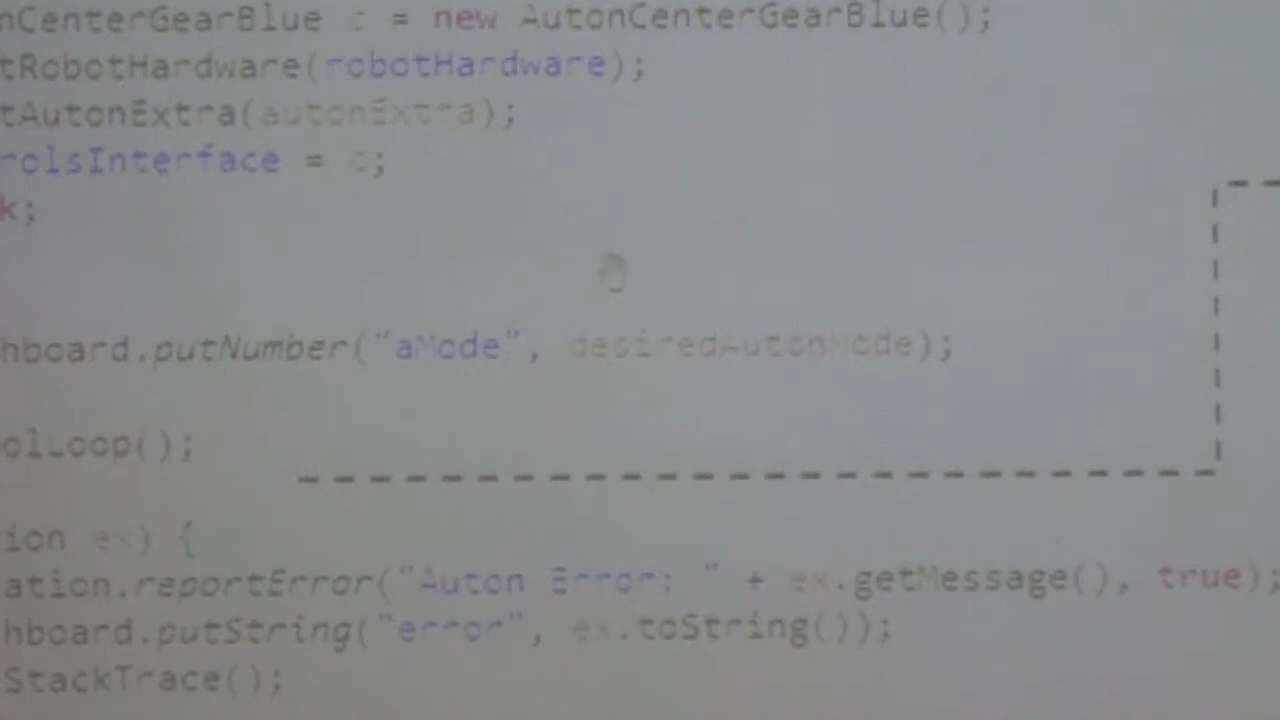 nCenterGearBlue c = new AutonCenterGearBlue();
tRobotHardware(robotHardware);
tAutonExtra(autonExtra);
rolsInterface = c;
k;
hboard.putNumber("aMode", desiredAutonMode);
olLoop();
ion ex) {
ation.reportError("Auton Error: " + ex.getMessage(), true);
hboard.putString("error", ex.toString());
StackTrace();